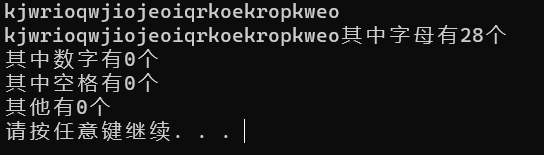 kjwrioqwjiojeoiqrkoekropkweo
kjwrioqwjiojeoiqrkoekropkweo其中字母有28个
其中数字有0个
其中空格有0个
其他有0个
请按任意键继续. . .